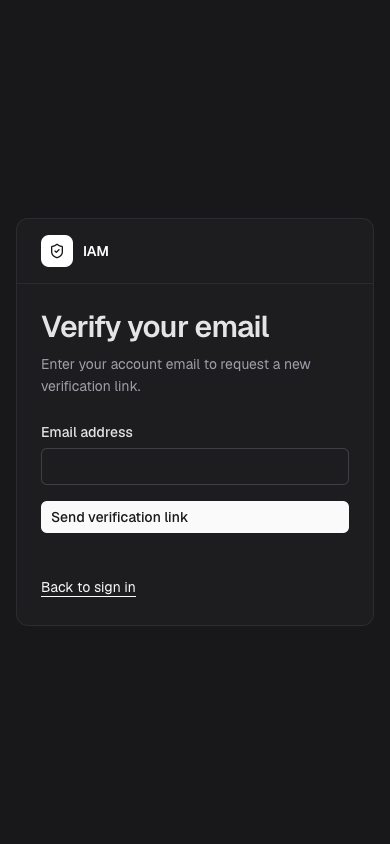 IAM
Verify your email
Enter your account email to request a new
verification link.
Email address
Send verification link
Back to sign in